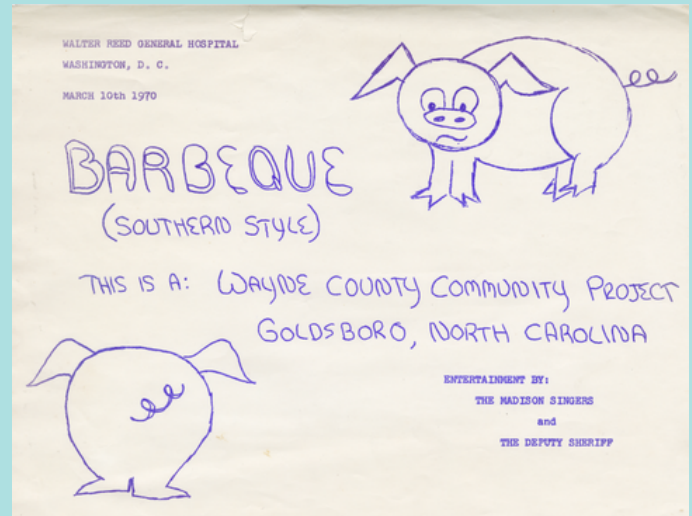 WALTER REED GENERAL HOSPITAL
WASHINGTON, D. C.
MARCH 10th 1970
BARBEQUE
(SOUTHERN STYLE)
THIS IS A: WAYNE COUNTY COMMUNITY PROJECT
GOLDSBORO, NORTH CAROLINA
ENTERTAINMENT BY:
THE MADISON SINGERS
and
THE DEPUTY SHERIFF